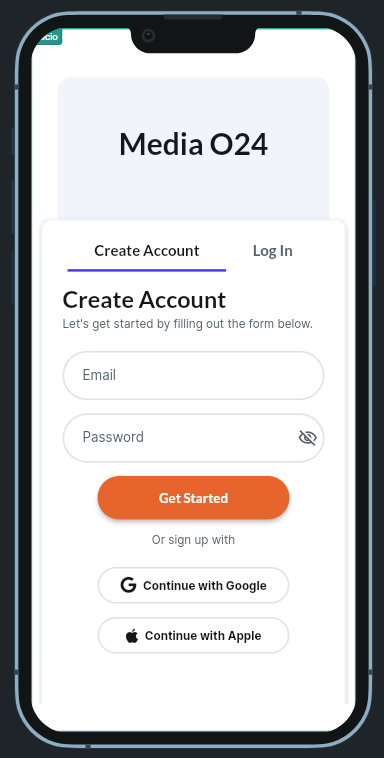 Media O24
Create Account
Log In
Create Account
Let's get started by filling out the form below.
Email
Password
Get Started
Or sign up with
Continue with Google
Continue with Apple